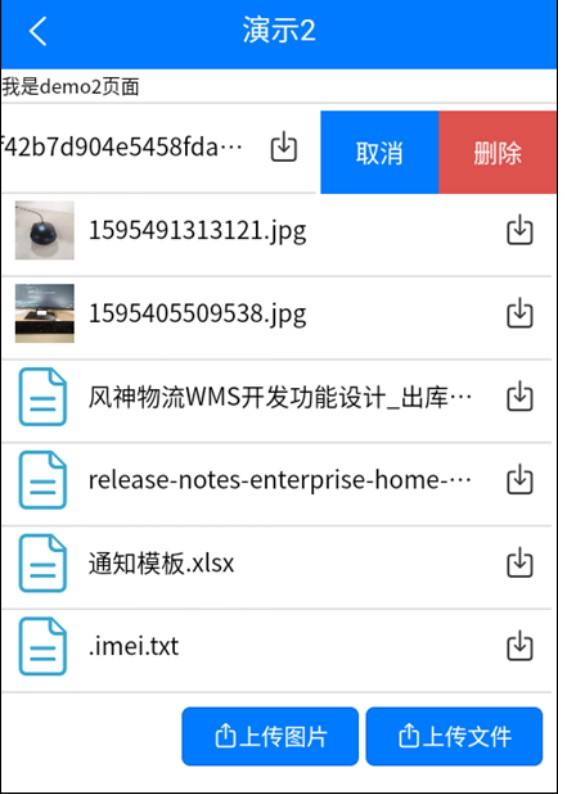 演示2
我是demo2页面
f42b7d904e5458fda… 取消 删除
1595491313121.jpg
1595405509538.jpg
风神物流WMS开发功能设计_出库…
release-notes-enterprise-home-…
通知模板.xlsx
.imei.txt
上传图片 上传文件